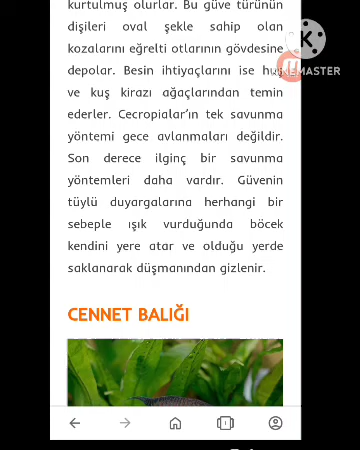 kurtulmuş olurlar. Bu güve türünün
dişileri oval şekle sahip olan
kozalarını eğrelti otlarının gövdesine
depolar. Besin ihtiyaçlarını ise huş
ve kuş kirazı ağaçlarından temin
ederler. Cecropialar'ın tek savunma
yöntemi gece avlanmaları değildir.
Son derece ilginç bir savunma
yöntemleri daha vardır. Güvenin
tüylü duyargalarına herhangi bir
sebeple ışık vurduğunda böcek
kendini yere atar ve olduğu yerde
saklanarak düşmanından gizlenir.
CENNET BALIĞI